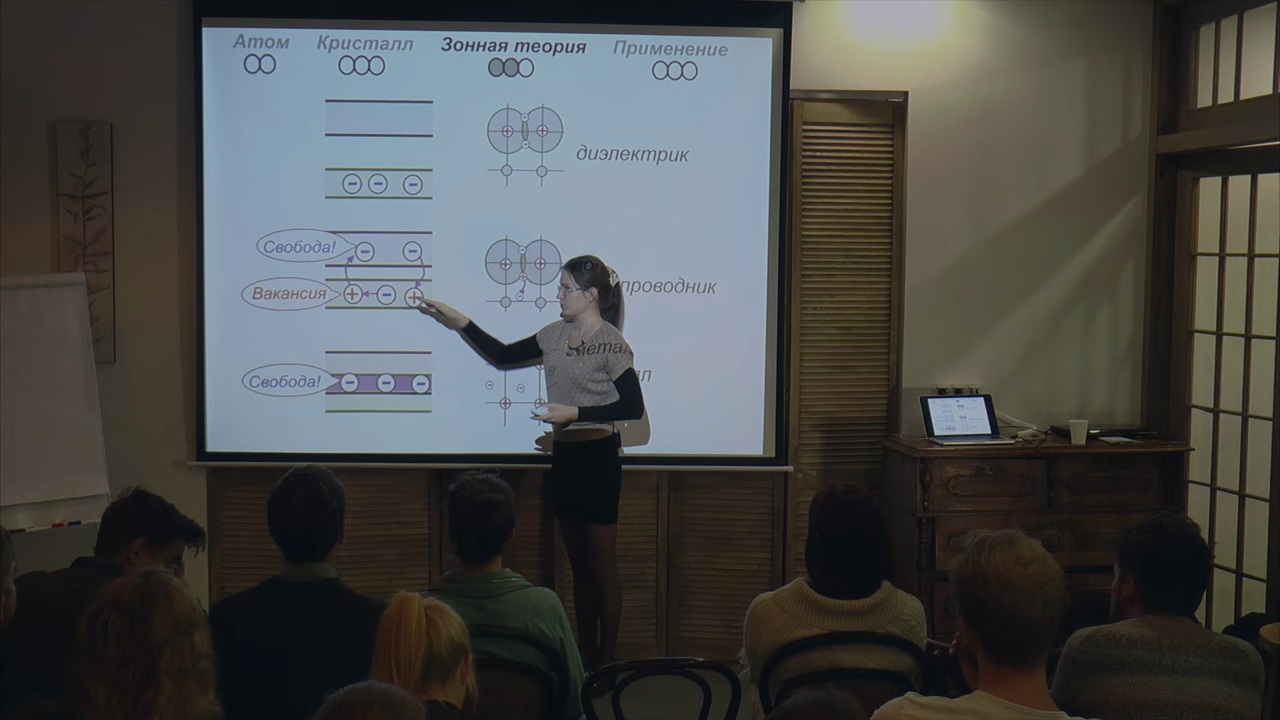 Атом Кристалл Зонная теория Применение
диэлектрик
Свобода!
Вакансия
проводник
Свобода!